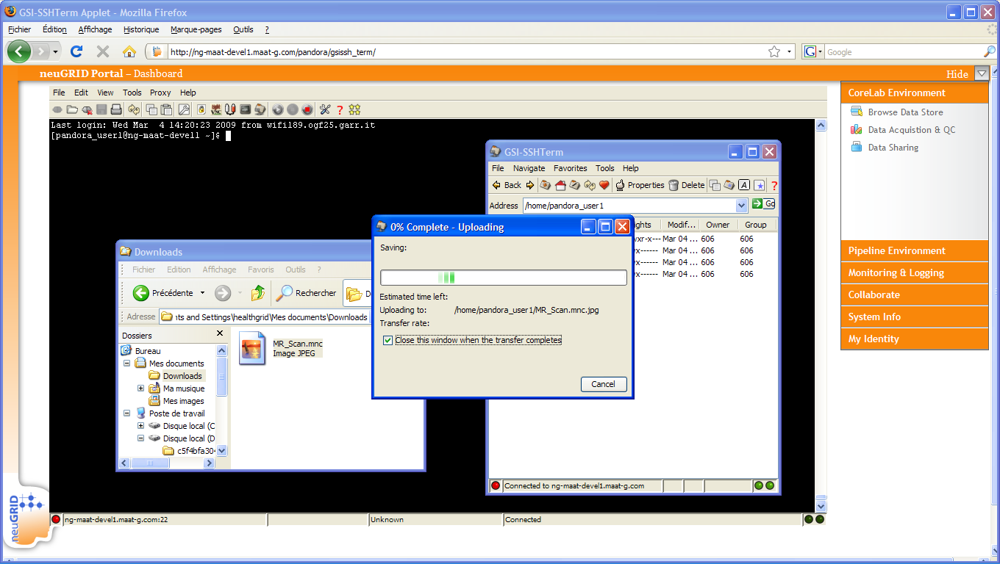 GSI-SSHTerm Applet - Mozilla Firefox
Fichier Édition Affichage Historique Marque-pages Outils ?
http://ng-maat-devel1.maat-g.com/pandora/gsissh_term/
G Google
neuGRID Portal – Dashboard
Hide
File Edit View Tools Proxy Help
Last login: Wed Mar 4 14:20:23 2009 from wifi189.ogf25.garr.it
[pandora_user1@ng-maat-devel1 ~]$
CoreLab Environment
Browse Data Store
Data Acquistion & QC
Data Sharing
Pipeline Environment
Monitoring & Logging
Collaborate
System Info
My Identity
GSI-SSHTerm
File Navigate Favorites Tools Help
Back Properties Delete A ?
Address /home/pandora_user1 Go
ights Modif... Owner Group
wxr-x--- Mar 04 ... 606 606
x------ Mar 04 ... 606 606
x------ Mar 04 ... 606 606
x------ Mar 04 ... 606 606
Connected to ng-maat-devel1.maat-g.com
0% Complete - Uploading
Saving:
Estimated time left:
Uploading to: /home/pandora_user1/MR_Scan.mnc.jpg
Transfer rate:
Close this window when the transfer completes
Cancel
Downloads
Fichier Edition Affichage Favoris Outils ?
Précédente Rechercher D
Adresse nts and Settings\healthgrid\Mes documents\Downloads
Dossiers
Bureau
Mes documents
Downloads
Ma musique
Mes images
Poste de travail
Disque local (C
Disque local (D
c5f4bfa304
MR_Scan.mnc
Image JPEG
neuGRID
ng-maat-devel1.maat-g.com:22 Unknown Connected